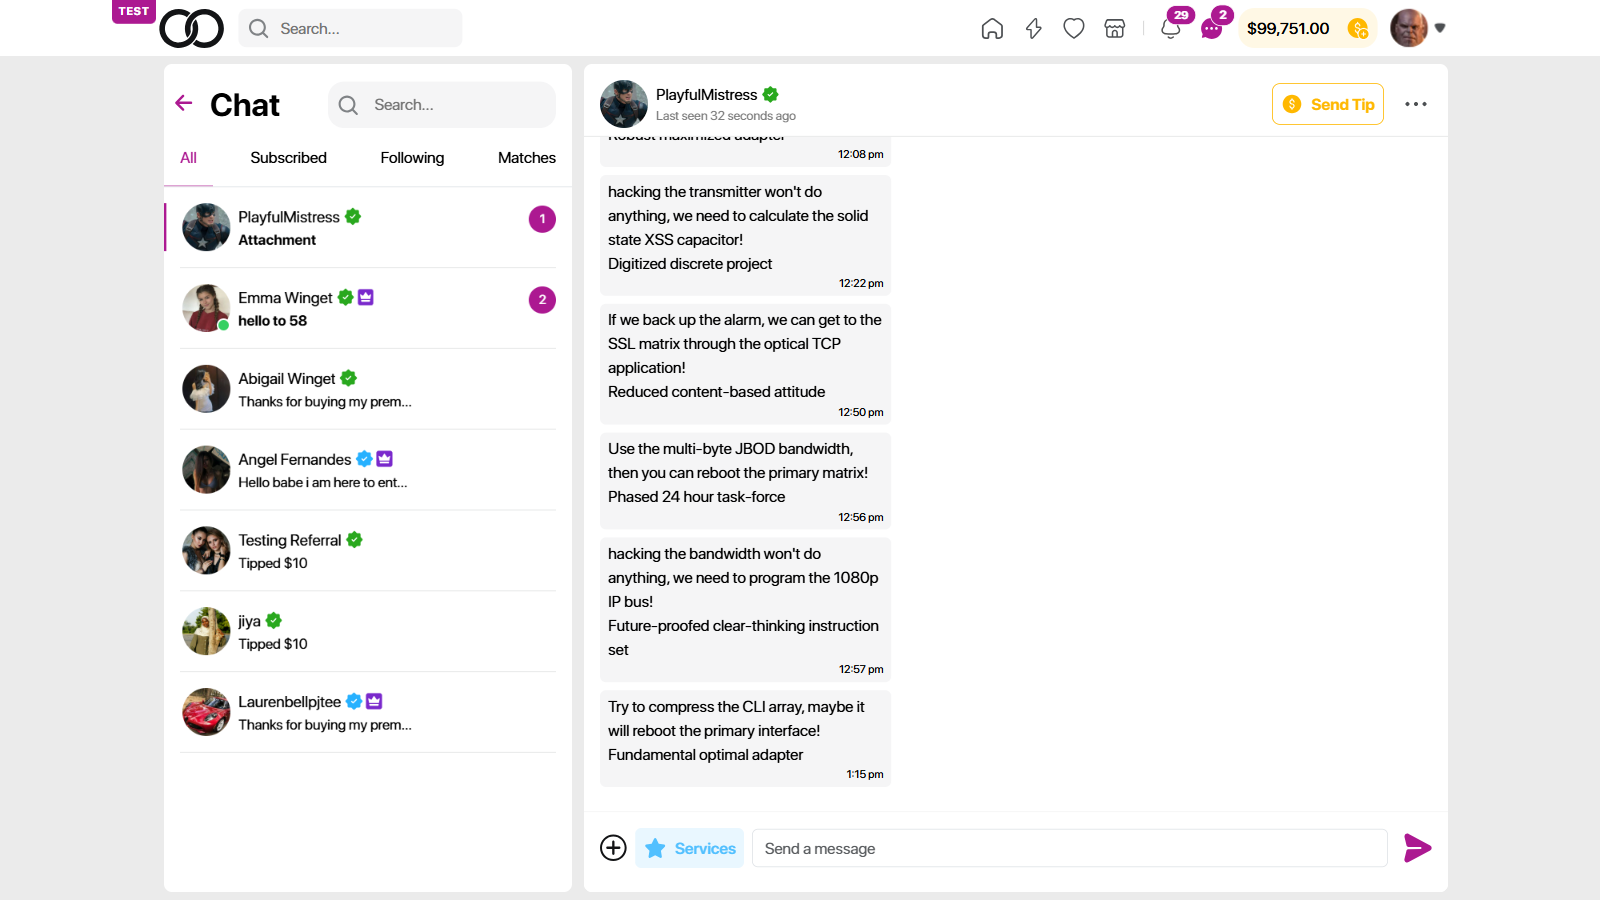 TEST
Search...
29
2
$99,751.00
Chat
Search...
All
Subscribed
Following
Matches
PlayfulMistress
1
Attachment
Emma Winget
2
hello to 58
Abigail Winget
Thanks for buying my prem...
Angel Fernandes
Hello babe i am here to ent...
Testing Referral
Tipped $10
jiya
Tipped $10
Laurenbellpjtee
Thanks for buying my prem...
PlayfulMistress
Last seen 32 seconds ago
Send Tip
Robust maximized adapter
12:08 pm
hacking the transmitter won't do
anything, we need to calculate the solid
state XSS capacitor!
Digitized discrete project
12:22 pm
If we back up the alarm, we can get to the
SSL matrix through the optical TCP
application!
Reduced content-based attitude
12:50 pm
Use the multi-byte JBOD bandwidth,
then you can reboot the primary matrix!
Phased 24 hour task-force
12:56 pm
hacking the bandwidth won't do
anything, we need to program the 1080p
IP bus!
Future-proofed clear-thinking instruction
set
12:57 pm
Try to compress the CLI array, maybe it
will reboot the primary interface!
Fundamental optimal adapter
1:15 pm
Services
Send a message